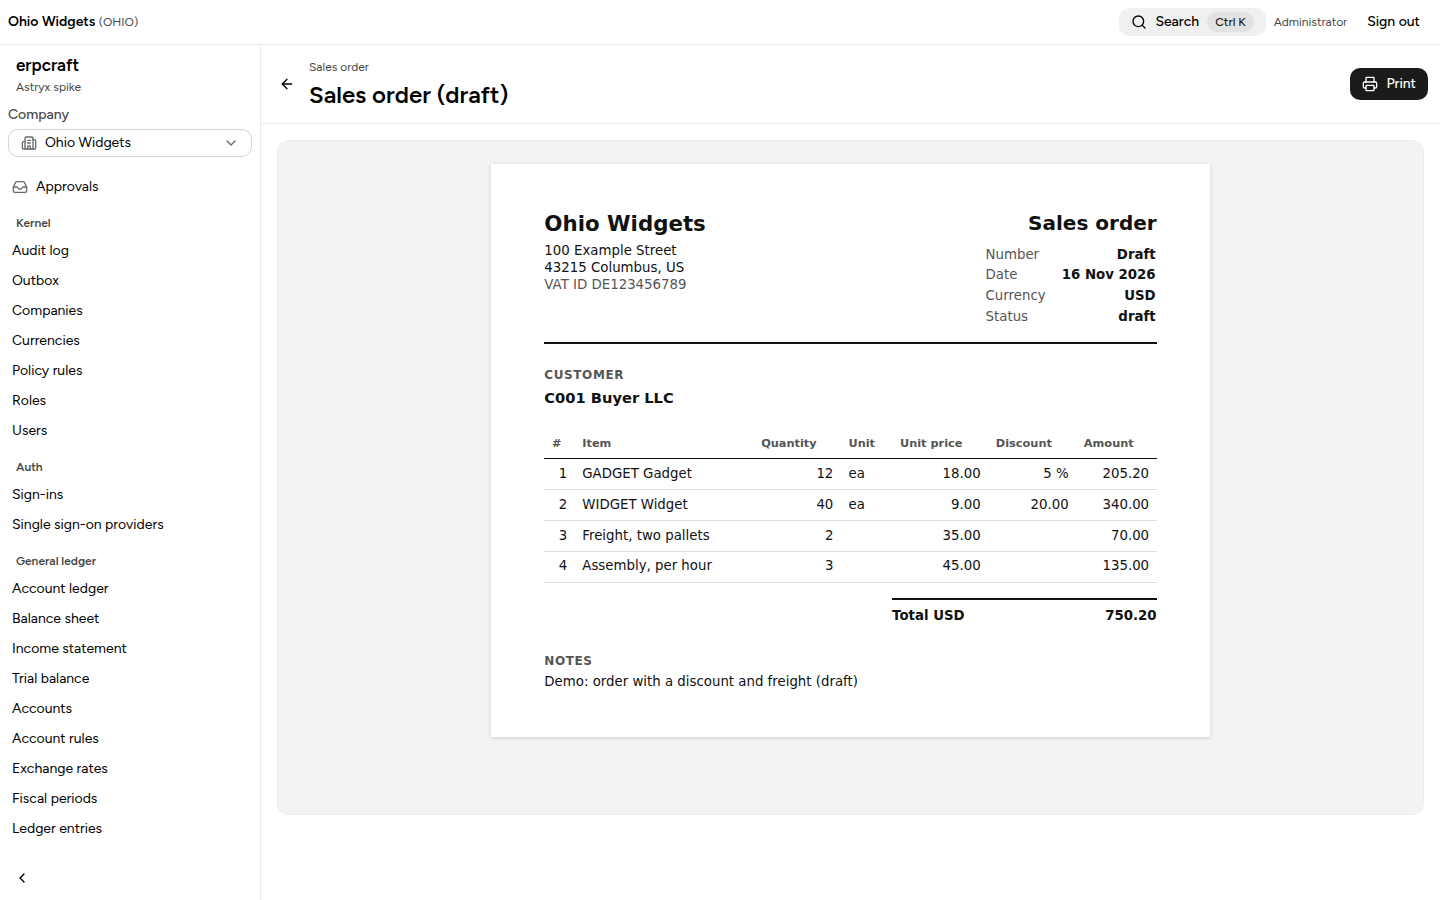 Ohio Widgets (OHIO)
Search Ctrl K
Administrator
Sign out
erpcraft
Astryx spike
Company
Ohio Widgets
Approvals
Kernel
Audit log
Outbox
Companies
Currencies
Policy rules
Roles
Users
Auth
Sign-ins
Single sign-on providers
General ledger
Account ledger
Balance sheet
Income statement
Trial balance
Accounts
Account rules
Exchange rates
Fiscal periods
Ledger entries
Sales order
Sales order (draft)
Print
Ohio Widgets
100 Example Street
43215 Columbus, US
VAT ID DE123456789
Sales order
Number Draft
Date 16 Nov 2026
Currency USD
Status draft
CUSTOMER
C001 Buyer LLC
# Item Quantity Unit Unit price Discount Amount
1 GADGET Gadget 12 ea 18.00 5 % 205.20
2 WIDGET Widget 40 ea 9.00 20.00 340.00
3 Freight, two pallets 2 35.00 70.00
4 Assembly, per hour 3 45.00 135.00
Total USD 750.20
NOTES
Demo: order with a discount and freight (draft)